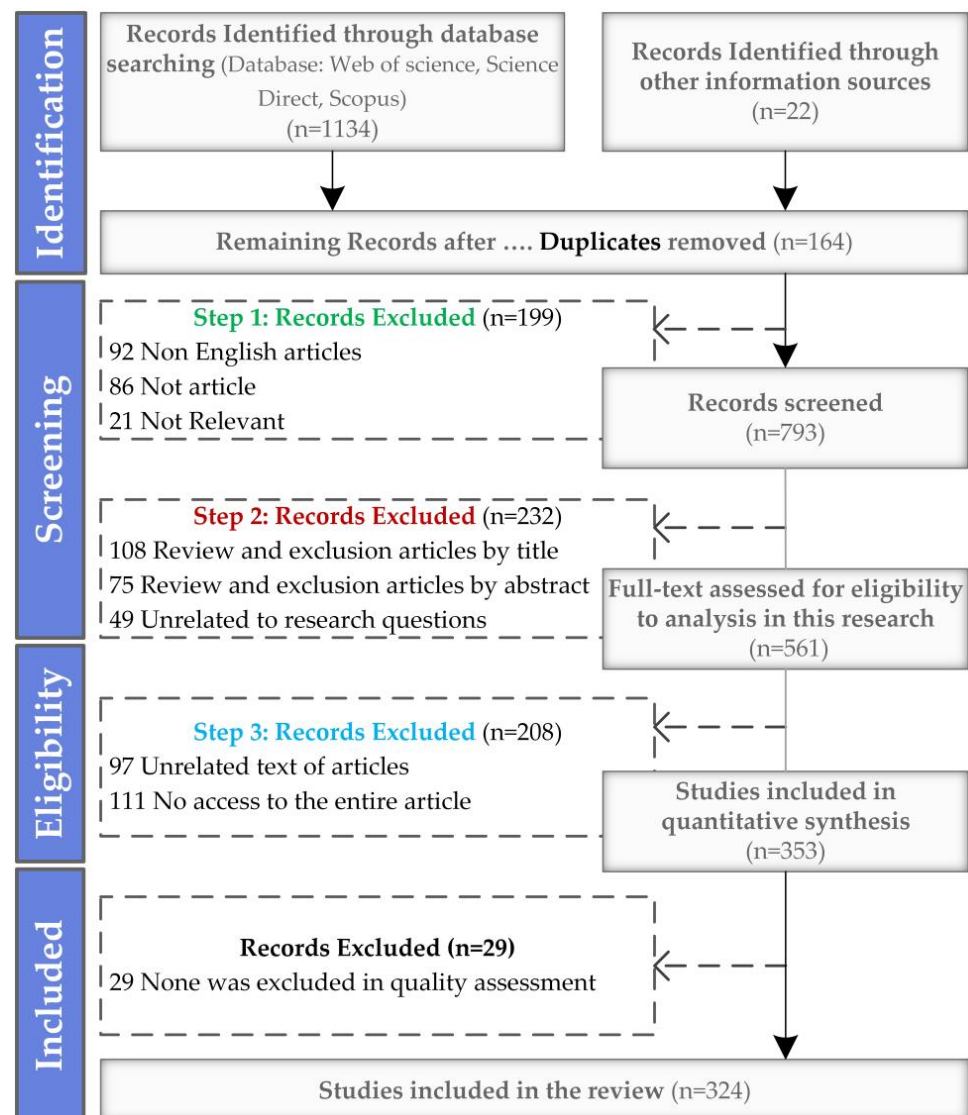 Identification
Records Identified through database
searching (Database: Web of science, Science
Direct, Scopus)
(n=1134)
Records Identified through
other information sources
(n=22)
Remaining Records after .... Duplicates removed (n=164)
Screening
Step 1: Records Excluded (n=199)
92 Non English articles
86 Not article
21 Not Relevant
Records screened
(n=793)
Step 2: Records Excluded (n=232)
108 Review and exclusion articles by title
75 Review and exclusion articles by abstract
49 Unrelated to research questions
Full-text assessed for eligibility
to analysis in this research
(n=561)
Eligibility
Step 3: Records Excluded (n=208)
97 Unrelated text of articles
111 No access to the entire article
Studies included in
quantitative synthesis
(n=353)
Included
Records Excluded (n=29)
29 None was excluded in quality assessment
Studies included in the review (n=324)